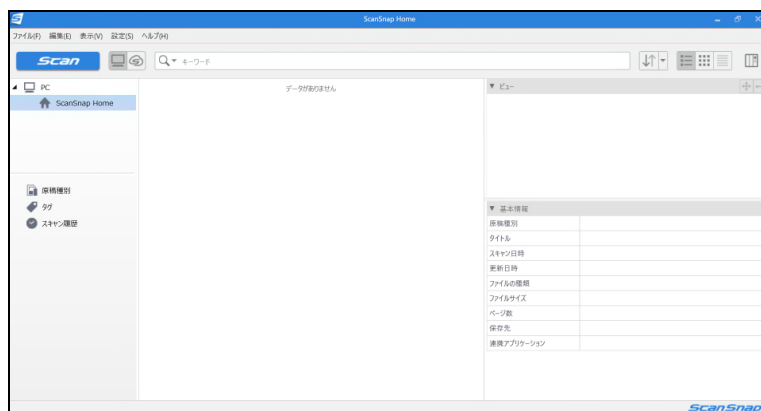 ScanSnap Home
ファイル(F) 編集(E) 表示(V) 設定(S) ヘルプ(H)
Scan
キーワード
PC
ScanSnap Home
原稿種別
タグ
スキャン履歴
データがありません
ビュー
基本情報
原稿種別
タイトル
スキャン日時
更新日時
ファイルの種類
ファイルサイズ
ページ数
保存先
連携アプリケーション
ScanSnap